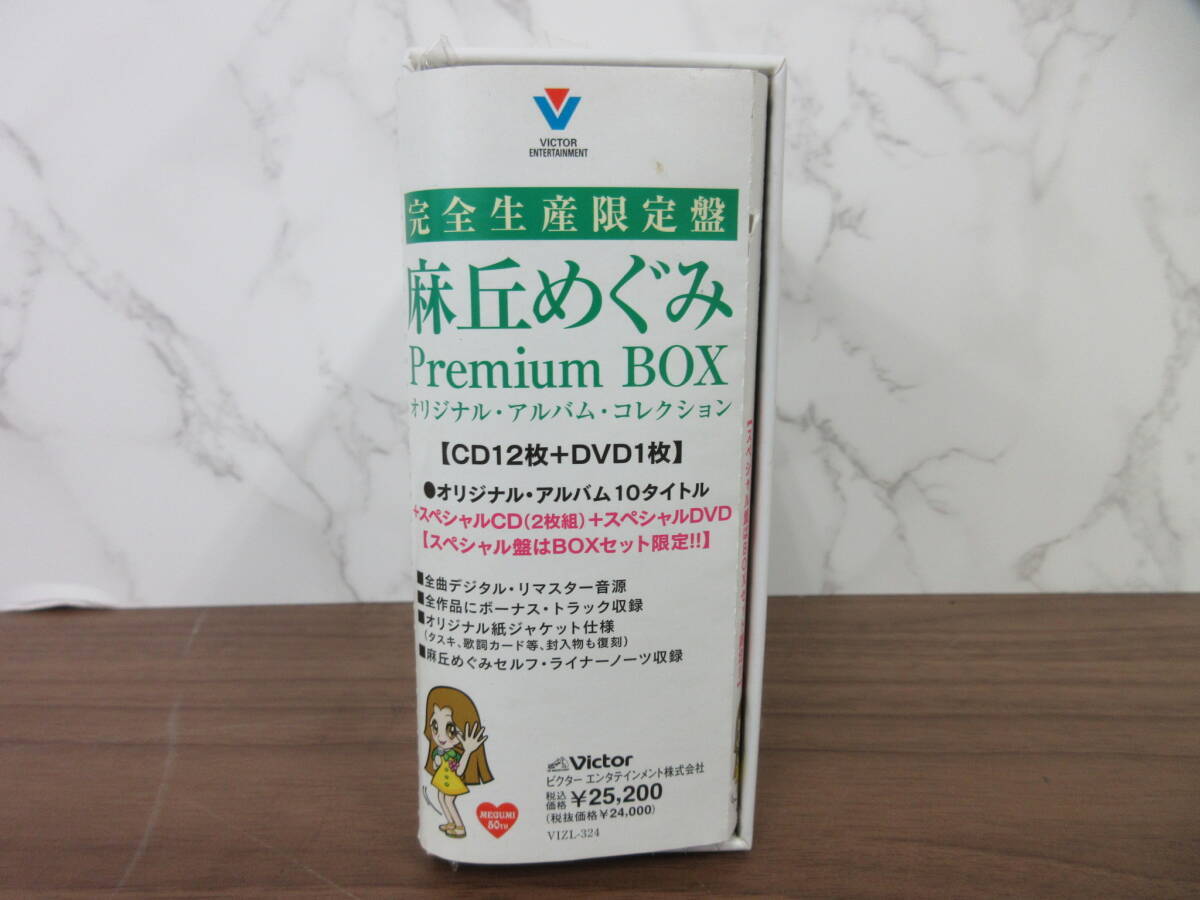 VICTOR
ENTERTAINMENT
完全生産限定盤
麻丘めぐみ
Premium BOX
オリジナル・アルバム・コレクション
【CD12枚+DVD1枚】
●オリジナル・アルバム10タイトル
+スペシャルCD(2枚組)+スペシャルDVD
【スペシャル盤はBOXセット限定!!】
■全曲デジタル・リマスター音源
■全作品にボーナス・トラック収録
■オリジナル紙ジャケット仕様
(タスキ、歌詞カード等、封入物も復刻)
■麻丘めぐみセルフ・ライナーノーツ収録
MEGUMI
50TH
Victor
ビクター エンタテインメント株式会社
税込価格 ¥25,200
(税抜価格¥24,000)
VIZL-324